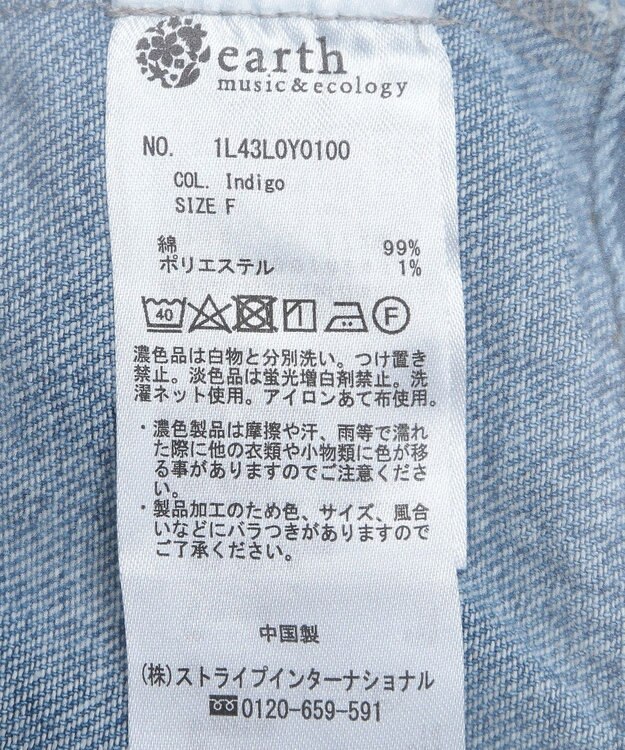 earth
music&ecology
NO. 1L43L0Y0100
COL. Indigo
SIZE F
綿 99%
ポリエステル 1%
40 F
濃色品は白物と分別洗い。つけ置き
禁止。淡色品は蛍光増白剤禁止。洗
濯ネット使用。アイロンあて布使用。
・濃色製品は摩擦や汗、雨等で濡れ
た際に他の衣類や小物類に色が移
る事がありますのでご注意くださ
い。
・製品加工のため色、サイズ、風合
いなどにバラつきがありますので
ご了承ください。
中国製
(株)ストライプインターナショナル
0120-659-591